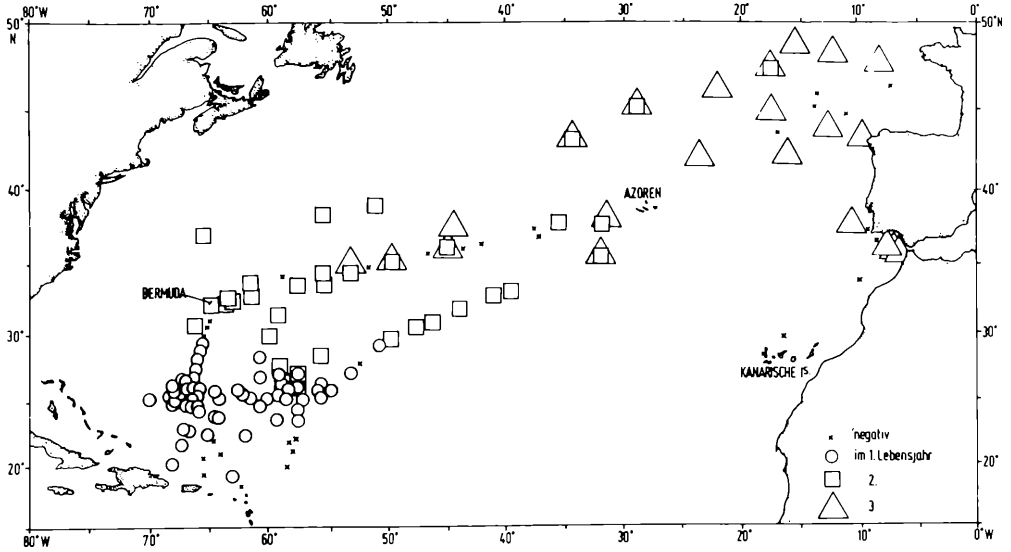 80°W 70° 60° 50° 40° 30° 20° 10° 0°
50° N
50°N
40°
40°N
30°
30°N
20°
20°N
AZOREN
BERMUDA
KANARISCHE IS.
× negativ
○ im 1. Lebensjahr
□ 2.
△ 3
80°W 70° 60° 50° 40° 30° 20° 10° 0°W